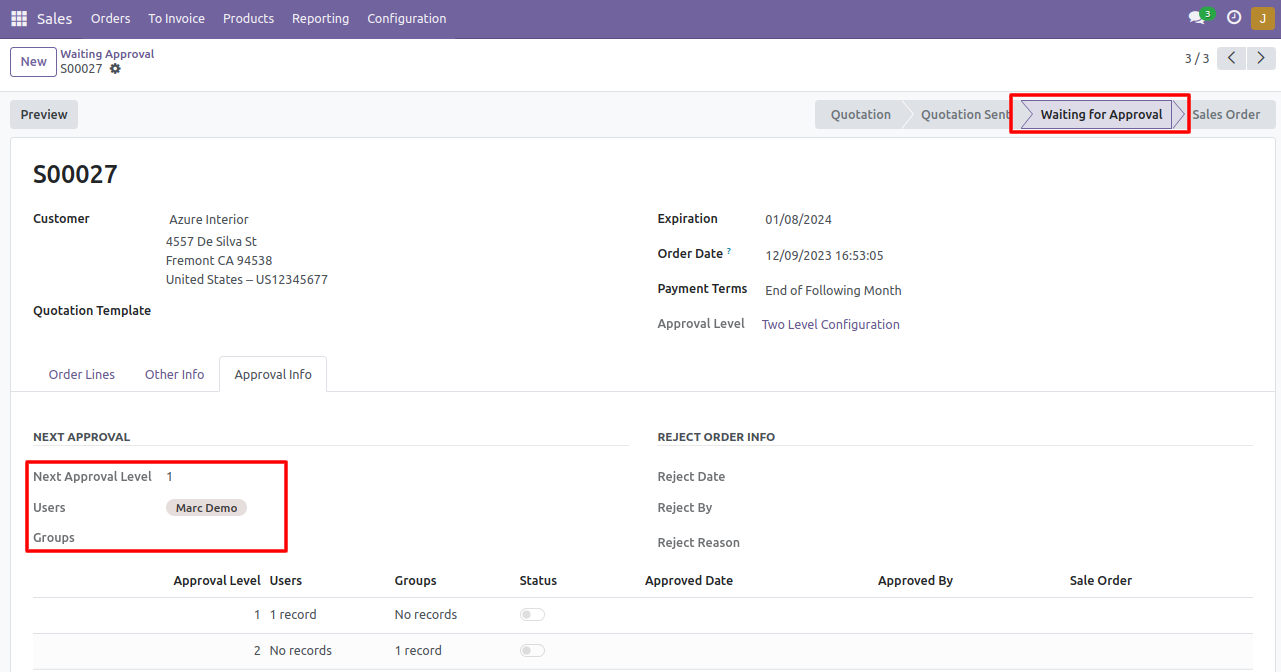 Sales Orders To Invoice Products Reporting Configuration 3 J
New Waiting Approval
S00027
3 / 3
Preview Quotation Quotation Sent Waiting for Approval Sales Order
S00027
Customer Azure Interior
4557 De Silva St
Fremont CA 94538
United States – US12345677
Quotation Template
Expiration 01/08/2024
Order Date ? 12/09/2023 16:53:05
Payment Terms End of Following Month
Approval Level Two Level Configuration
Order Lines Other Info Approval Info
NEXT APPROVAL
Next Approval Level 1
Users Marc Demo
Groups
REJECT ORDER INFO
Reject Date
Reject By
Reject Reason
Approval Level Users Groups Status Approved Date Approved By Sale Order
1 1 record No records
2 No records 1 record